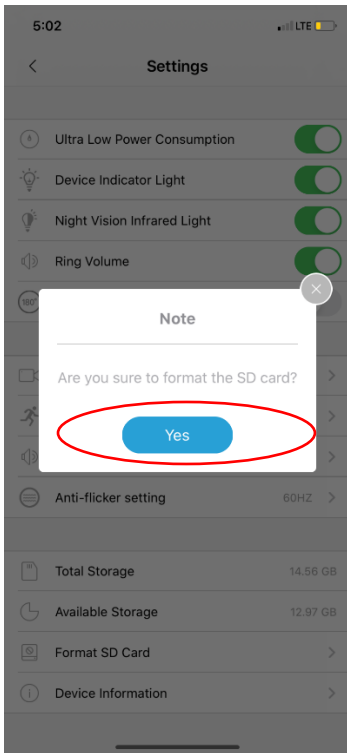 5:02
LTE
Settings
Ultra Low Power Consumption
Device Indicator Light
Night Vision Infrared Light
Ring Volume
180°
Note
Are you sure to format the SD card?
Yes
Anti-flicker setting 60HZ
Total Storage 14.56 GB
Available Storage 12.97 GB
Format SD Card
Device Information